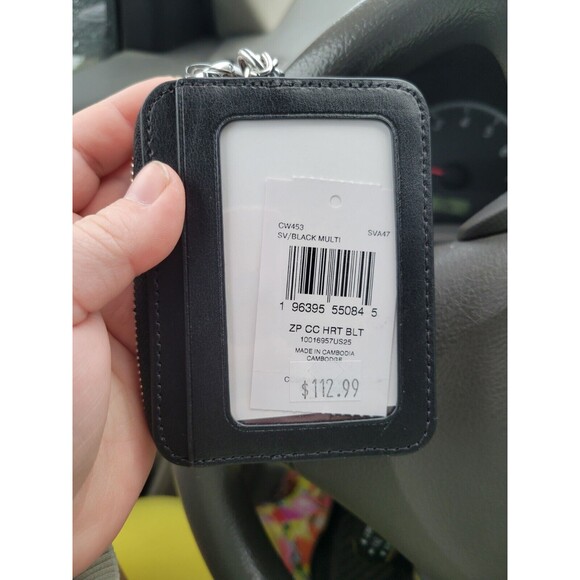 CW453
SV/BLACK MULTI SVA47
1 96395 55084 5
ZP CC HRT BLT
10016957US25
MADE IN CAMBODIA
CAMBODGE
C
$112.99